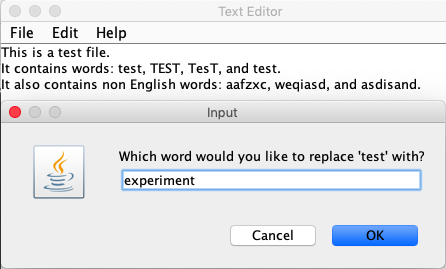 Text Editor
File Edit Help
This is a test file.
It contains words: test, TEST, TesT, and test.
It also contains non English words: aafzxc, weqiasd, and asdisand.
Input
Which word would you like to replace 'test' with?
experiment
Cancel OK